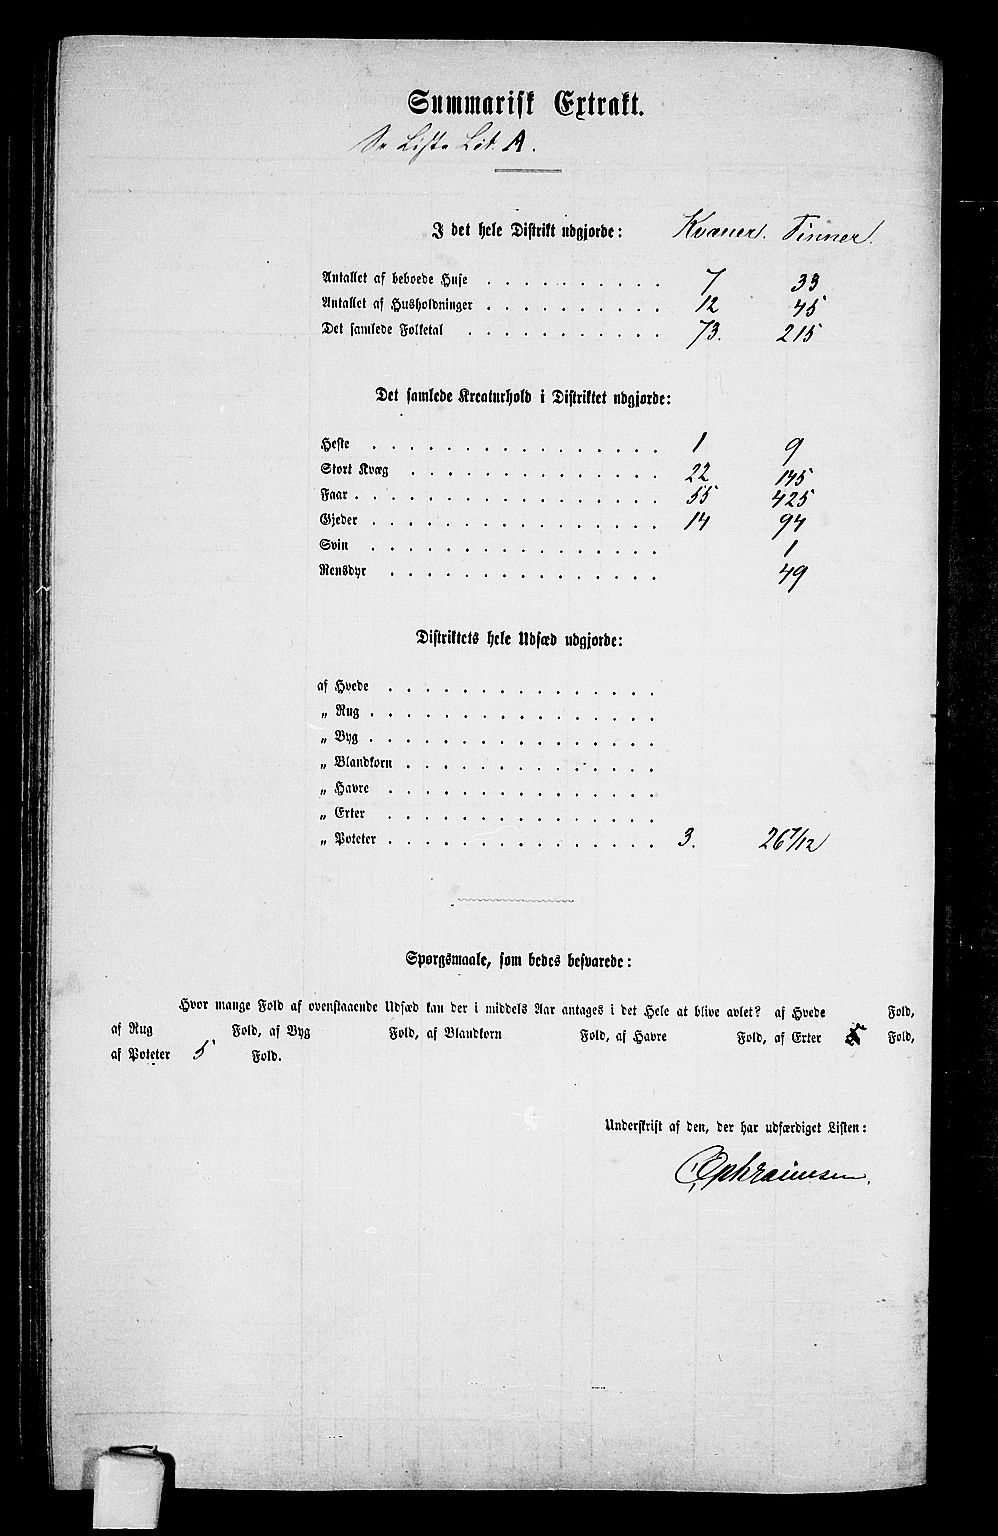 Summarisk Extrakt.
Se Liste Lit. A.
I det hele Distrikt udgjorde: Kvæner. Finner.
Antallet af beboede Huse . . . . . . . . . . 7 33
Antallet af Husholdninger . . . . . . . . . . 12 45
Det samlede Folketal . . . . . . . . . . . 73. 215
Det samlede Kreaturhold i Distriktet udgjorde:
Heste . . . . . . . . . . . . . . . . 1 9
Stort Kvæg . . . . . . . . . . . . . . 22 145
Faar . . . . . . . . . . . . . . . . . 55 425
Gjeder . . . . . . . . . . . . . . . . 14 94
Svin . . . . . . . . . . . . . . . . 1
Rensdyr . . . . . . . . . . . . . . . 49
Distriktets hele Udsæd udgjorde:
af Hvede . . . . . . . . . . . . . . .
„ Rug . . . . . . . . . . . . . . . .
„ Byg . . . . . . . . . . . . . . . .
„ Blandkorn . . . . . . . . . . . . . .
„ Havre . . . . . . . . . . . . . . .
„ Erter . . . . . . . . . . . . . . .
„ Poteter . . . . . . . . . . . . . . . 3. 26 7/12
Spørgsmaale, som bedes besvarede:
Hvor mange Fold af ovenstaaende Udsæd kan der i middels Aar antages i det Hele at blive avlet? af Hvede Fold,
af Rug Fold, af Byg Fold, af Blandkorn Fold, af Havre Fold, af Erter Fold,
af Poteter 5 Fold.
Underskrift af den, der har udfærdiget Listen:
Ephraimsen.